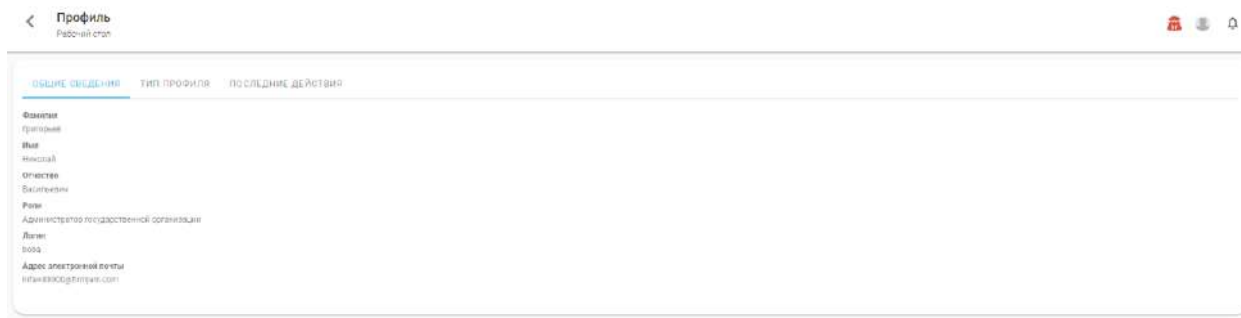 Профиль
Рабочий стол
ОБЩИЕ СВЕДЕНИЯ ТИП ПРОФИЛЯ ПОСЛЕДНИЕ ДЕЙСТВИЯ
Фамилия
Григорьев
Имя
Николай
Отчество
Васильевич
Роли
Администратор государственной организации
Логин
Адрес электронной почты